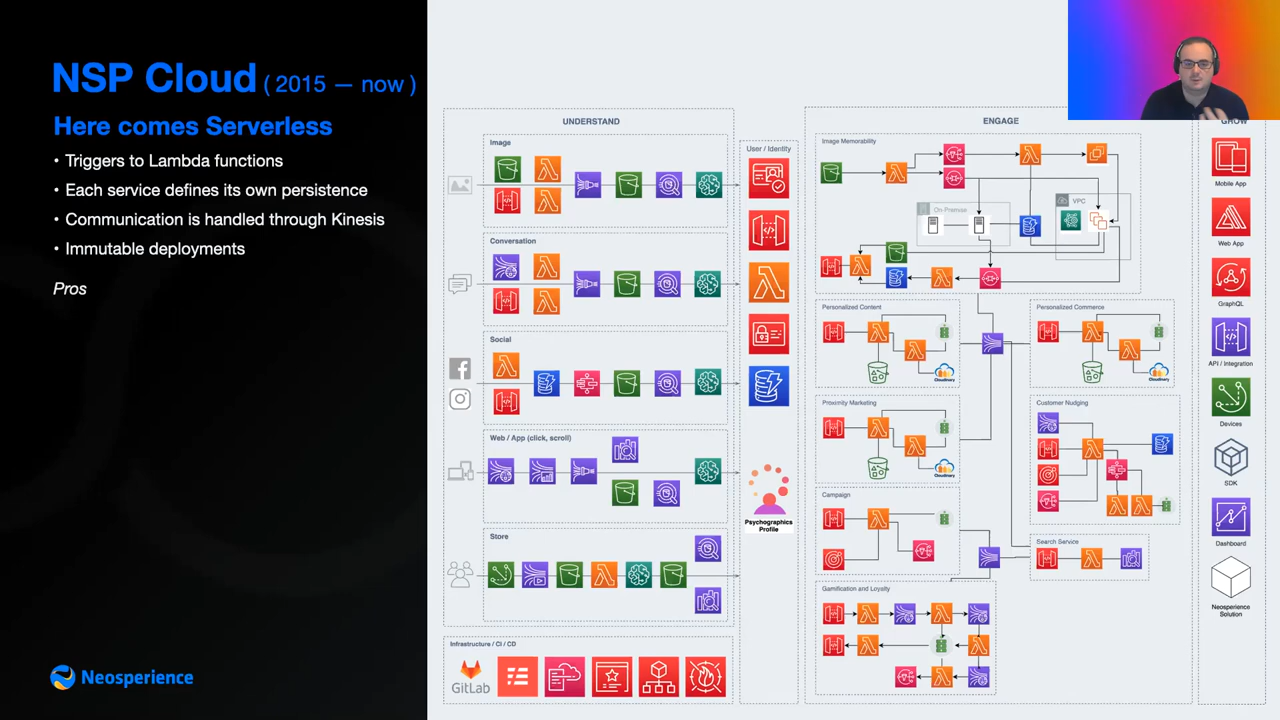 NSP Cloud ( 2015 — now )
Here comes Serverless
• Triggers to Lambda functions
• Each service defines its own persistence
• Communication is handled through Kinesis
• Immutable deployments
Pros
Neosperience
UNDERSTAND
Image
Conversation
Social
Web / App (click, scroll)
Store
Infrastructure / CI / CD
GitLab
User / Identity
Psychographics
Profile
ENGAGE
Image Memorability
On Premise
VPC
Personalized Content
Cloudinary
Personalized Commerce
Cloudinary
Proximity Marketing
Cloudinary
Customer Nudging
Campaign
Search Service
Gamification and Loyalty
GROW
Mobile App
Web App
GraphQL
API / Integration
Devices
SDK
Dashboard
Neosperience
Solution